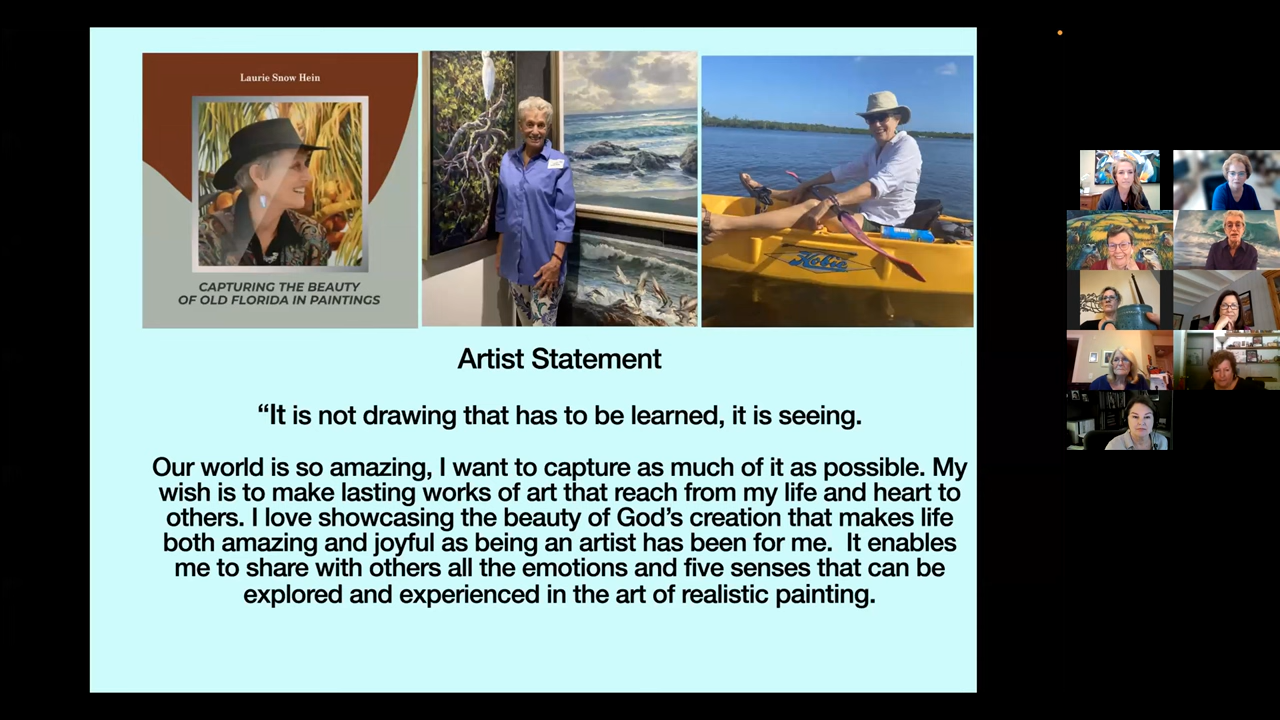 Laurie Snow Hein
CAPTURING THE BEAUTY
OF OLD FLORIDA IN PAINTINGS
Hobie
Artist Statement
“It is not drawing that has to be learned, it is seeing.
Our world is so amazing, I want to capture as much of it as possible. My
wish is to make lasting works of art that reach from my life and heart to
others. I love showcasing the beauty of God’s creation that makes life
both amazing and joyful as being an artist has been for me.  It enables
me to share with others all the emotions and five senses that can be
explored and experienced in the art of realistic painting.